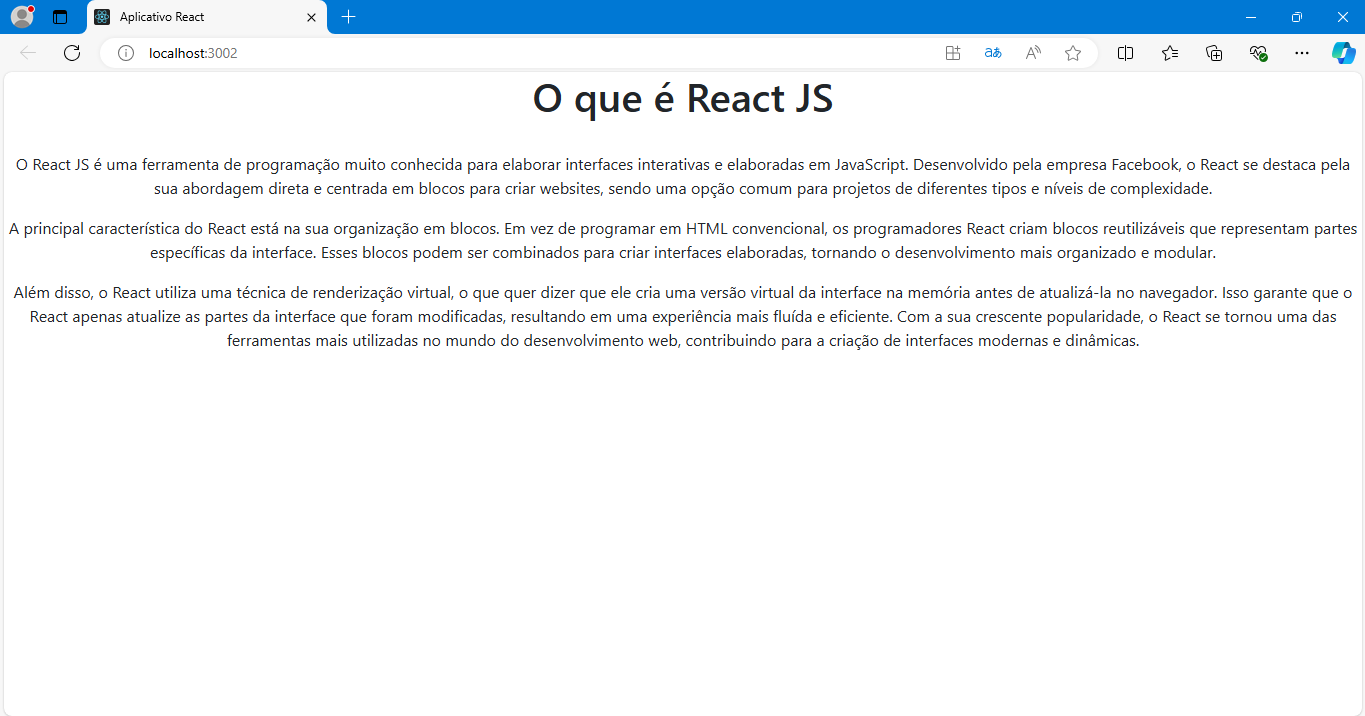 Aplicativo React
localhost:3002
O que é React JS
O React JS é uma ferramenta de programação muito conhecida para elaborar interfaces interativas e elaboradas em JavaScript. Desenvolvido pela empresa Facebook, o React se destaca pela
sua abordagem direta e centrada em blocos para criar websites, sendo uma opção comum para projetos de diferentes tipos e níveis de complexidade.
A principal característica do React está na sua organização em blocos. Em vez de programar em HTML convencional, os programadores React criam blocos reutilizáveis que representam partes
específicas da interface. Esses blocos podem ser combinados para criar interfaces elaboradas, tornando o desenvolvimento mais organizado e modular.
Além disso, o React utiliza uma técnica de renderização virtual, o que quer dizer que ele cria uma versão virtual da interface na memória antes de atualizá-la no navegador. Isso garante que o
React apenas atualize as partes da interface que foram modificadas, resultando em uma experiência mais fluída e eficiente. Com a sua crescente popularidade, o React se tornou uma das
ferramentas mais utilizadas no mundo do desenvolvimento web, contribuindo para a criação de interfaces modernas e dinâmicas.